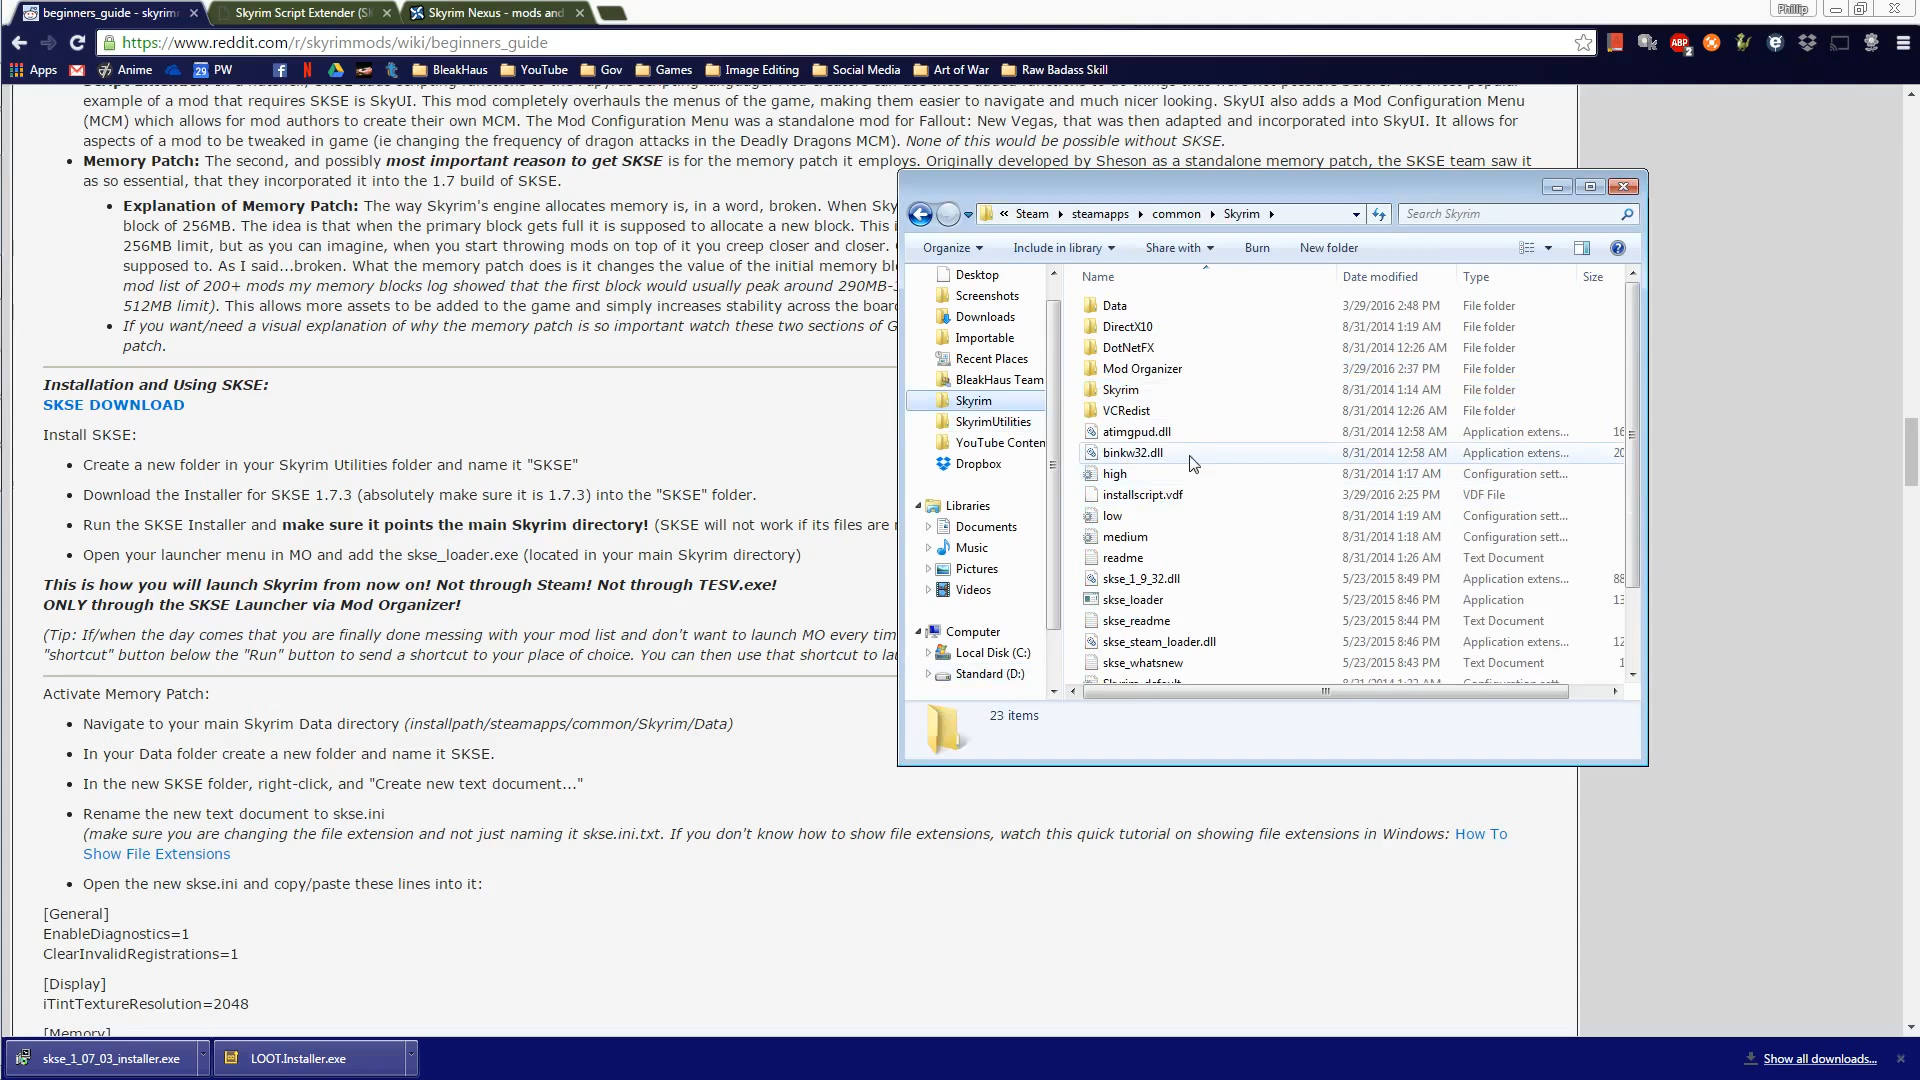 beginners_guide - skyrimm
Skyrim Script Extender (SK
Skyrim Nexus - mods and
Phillip
https://www.reddit.com/r/skyrimmods/wiki/beginners_guide
ABP
2
Apps
Anime
29 PW
BleakHaus
YouTube
Gov
Games
Image Editing
Social Media
Art of War
Raw Badass Skill
example of a mod that requires SKSE is SkyUI. This mod completely overhauls the menus of the game, making them easier to navigate and much nicer looking. SkyUI also adds a Mod Configuration Menu
(MCM) which allows for mod authors to create their own MCM. The Mod Configuration Menu was a standalone mod for Fallout: New Vegas, that was then adapted and incorporated into SkyUI. It allows for
aspects of a mod to be tweaked in game (ie changing the frequency of dragon attacks in the Deadly Dragons MCM). None of this would be possible without SKSE.
• Memory Patch: The second, and possibly most important reason to get SKSE is for the memory patch it employs. Originally developed by Sheson as a standalone memory patch, the SKSE team saw it
as so essential, that they incorporated it into the 1.7 build of SKSE.
• Explanation of Memory Patch: The way Skyrim's engine allocates memory is, in a word, broken. When Sky
block of 256MB. The idea is that when the primary block gets full it is supposed to allocate a new block. This i
256MB limit, but as you can imagine, when you start throwing mods on top of it you creep closer and closer.
supposed to. As I said...broken. What the memory patch does is it changes the value of the initial memory blo
mod list of 200+ mods my memory blocks log showed that the first block would usually peak around 290MB-3
512MB limit). This allows more assets to be added to the game and simply increases stability across the board
• If you want/need a visual explanation of why the memory patch is so important watch these two sections of G
patch.
Installation and Using SKSE:
SKSE DOWNLOAD
Install SKSE:
• Create a new folder in your Skyrim Utilities folder and name it "SKSE"
• Download the Installer for SKSE 1.7.3 (absolutely make sure it is 1.7.3) into the "SKSE" folder.
• Run the SKSE Installer and make sure it points the main Skyrim directory! (SKSE will not work if its files are n
• Open your launcher menu in MO and add the skse_loader.exe (located in your main Skyrim directory)
This is how you will launch Skyrim from now on! Not through Steam! Not through TESV.exe!
ONLY through the SKSE Launcher via Mod Organizer!
(Tip: If/when the day comes that you are finally done messing with your mod list and don't want to launch MO every tim
"shortcut" button below the "Run" button to send a shortcut to your place of choice. You can then use that shortcut to la
Activate Memory Patch:
• Navigate to your main Skyrim Data directory (installpath/steamapps/common/Skyrim/Data)
• In your Data folder create a new folder and name it SKSE.
• In the new SKSE folder, right-click, and "Create new text document..."
• Rename the new text document to skse.ini
(make sure you are changing the file extension and not just naming it skse.ini.txt. If you don't know how to show file extensions, watch this quick tutorial on showing file extensions in Windows: How To
Show File Extensions
• Open the new skse.ini and copy/paste these lines into it:
[General]
EnableDiagnostics=1
ClearInvalidRegistrations=1
[Display]
iTintTextureResolution=2048
[Memory]
« Steam
steamapps
common
Skyrim
Search Skyrim
Organize
Include in library
Share with
Burn
New folder
Desktop
Screenshots
Downloads
Importable
Recent Places
BleakHaus Team
Skyrim
SkyrimUtilities
YouTube Conten
Dropbox
Libraries
Documents
Music
Pictures
Videos
Computer
Local Disk (C:)
Standard (D:)
Name Date modified Type Size
Data 3/29/2016 2:48 PM File folder
DirectX10 8/31/2014 1:19 AM File folder
DotNetFX 8/31/2014 12:26 AM File folder
Mod Organizer 3/29/2016 2:37 PM File folder
Skyrim 8/31/2014 1:14 AM File folder
VCRedist 8/31/2014 12:26 AM File folder
atimgpud.dll 8/31/2014 12:58 AM Application extens... 16
binkw32.dll 8/31/2014 12:58 AM Application extens... 20
high 8/31/2014 1:17 AM Configuration sett...
installscript.vdf 3/29/2016 2:25 PM VDF File
low 8/31/2014 1:19 AM Configuration sett...
medium 8/31/2014 1:18 AM Configuration sett...
readme 8/31/2014 1:26 AM Text Document
skse_1_9_32.dll 5/23/2015 8:49 PM Application extens... 88
skse_loader 5/23/2015 8:46 PM Application 13
skse_readme 5/23/2015 8:44 PM Text Document
skse_steam_loader.dll 5/23/2015 8:46 PM Application extens... 12
skse_whatsnew 5/23/2015 8:43 PM Text Document
23 items
skse_1_07_03_installer.exe
LOOT.Installer.exe
Show all downloads...